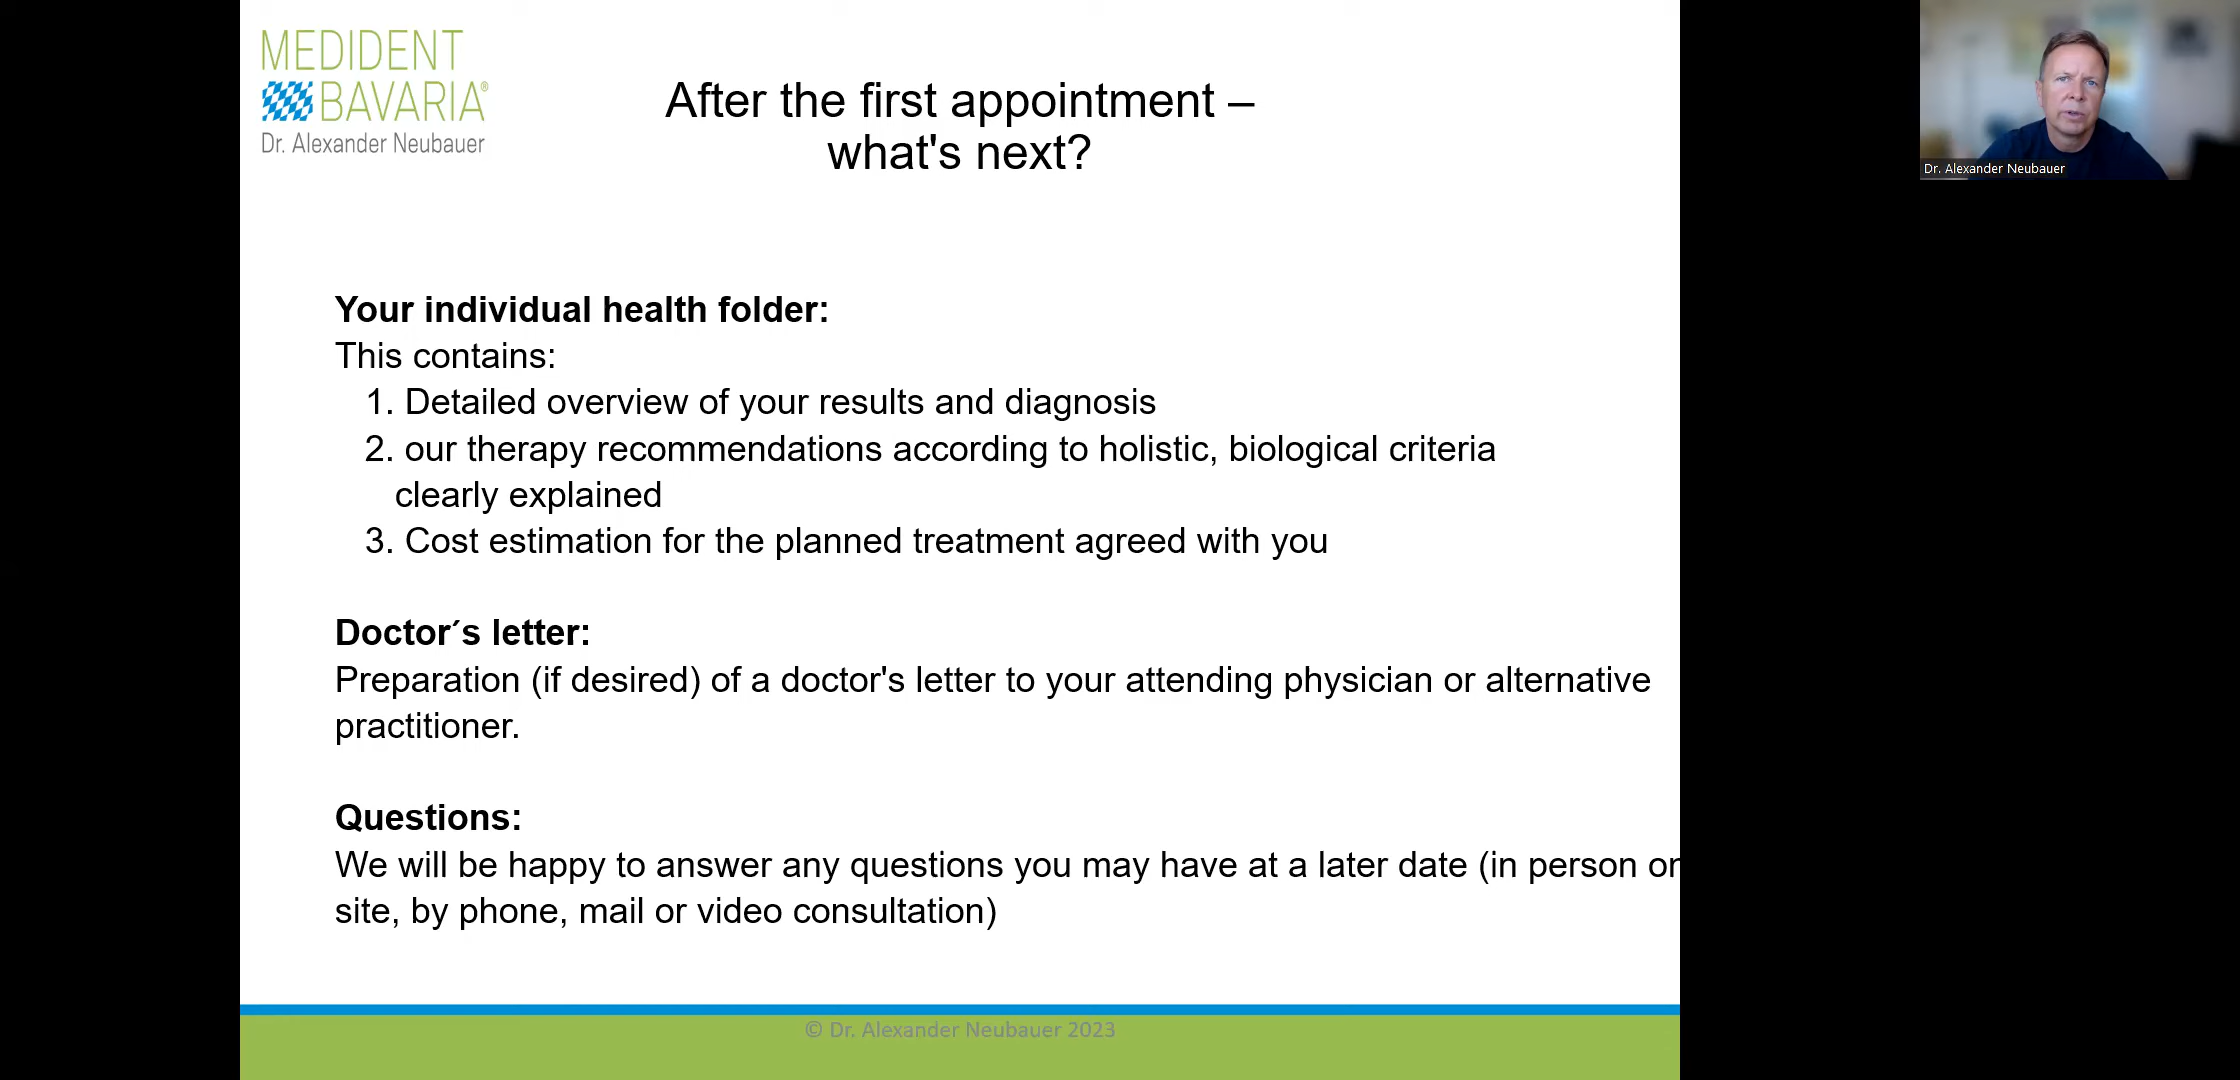 MEDIDENT
BAVARIA®
Dr. Alexander Neubauer
After the first appointment –
what's next?
Dr. Alexander Neubauer
Your individual health folder:
This contains:
1. Detailed overview of your results and diagnosis
2. our therapy recommendations according to holistic, biological criteria
clearly explained
3. Cost estimation for the planned treatment agreed with you
Doctor´s letter:
Preparation (if desired) of a doctor's letter to your attending physician or alternative
practitioner.
Questions:
We will be happy to answer any questions you may have at a later date (in person on
site, by phone, mail or video consultation)
© Dr. Alexander Neubauer 2023